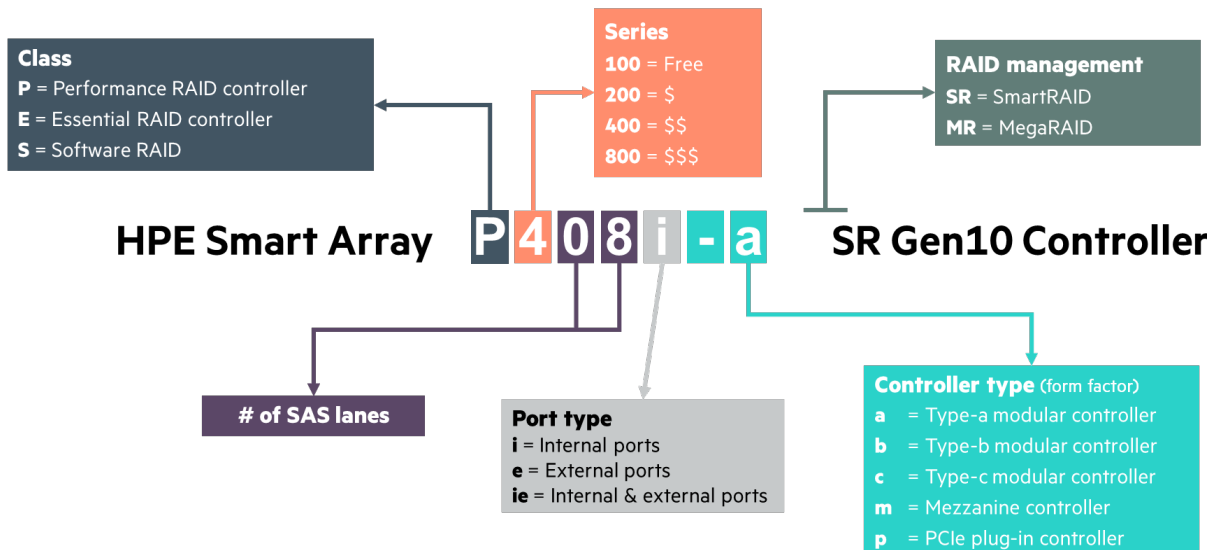 Class
P = Performance RAID controller
E = Essential RAID controller
S = Software RAID
Series
100 = Free
200 = $
400 = $$
800 = $$$
RAID management
SR = SmartRAID
MR = MegaRAID
HPE Smart Array P408i-a SR Gen10 Controller
# of SAS lanes
Port type
i = Internal ports
e = External ports
ie = Internal & external ports
Controller type (form factor)
a = Type-a modular controller
b = Type-b modular controller
c = Type-c modular controller
m = Mezzanine controller
p = PCIe plug-in controller